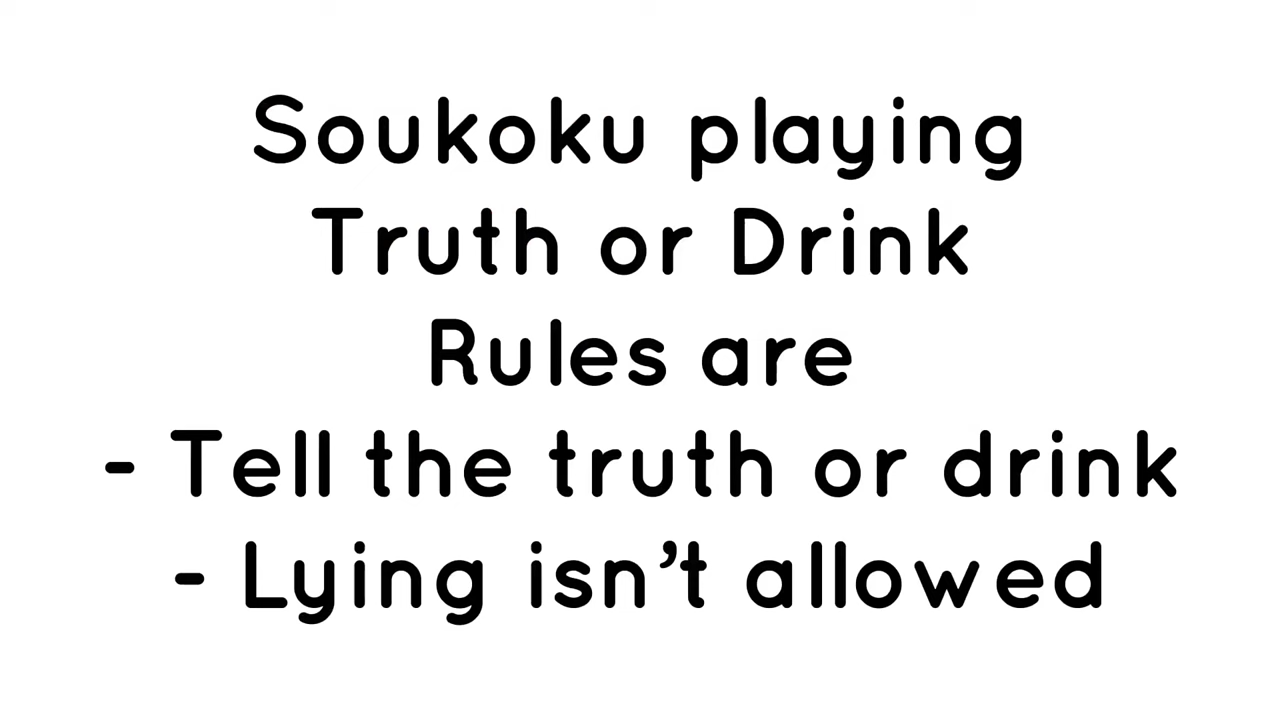 Soukoku playing
Truth or Drink
Rules are
- Tell the truth or drink
- Lying isn’t allowed